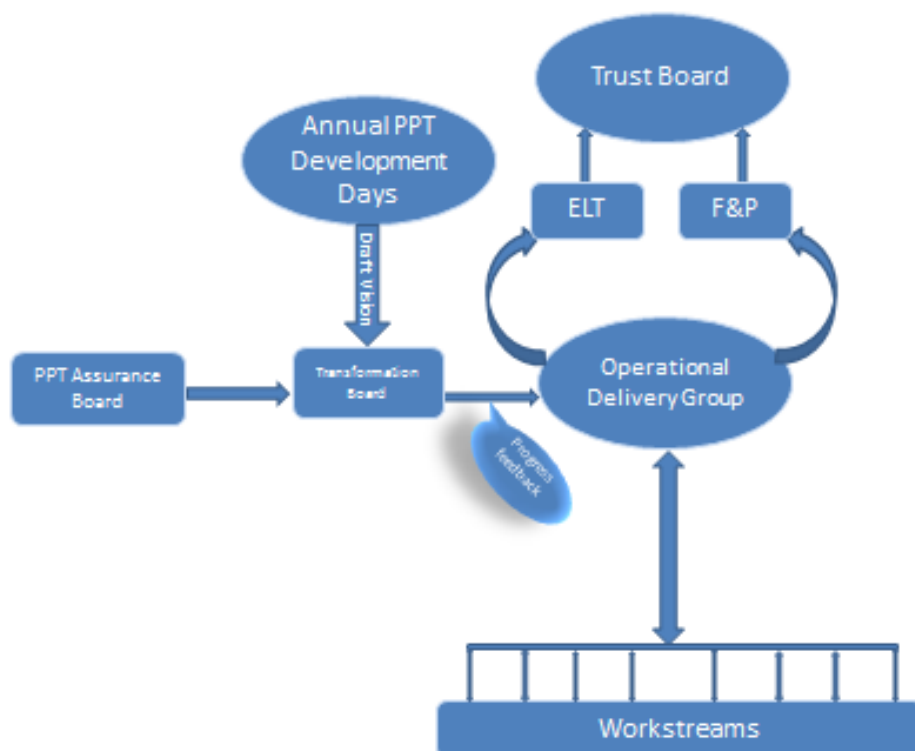 Trust Board
Annual PPT
Development
Days
ELT
F&P
Draft Vision
PPT Assurance
Board
Transformation
Board
Operational
Delivery Group
Progress
feedback
Workstreams